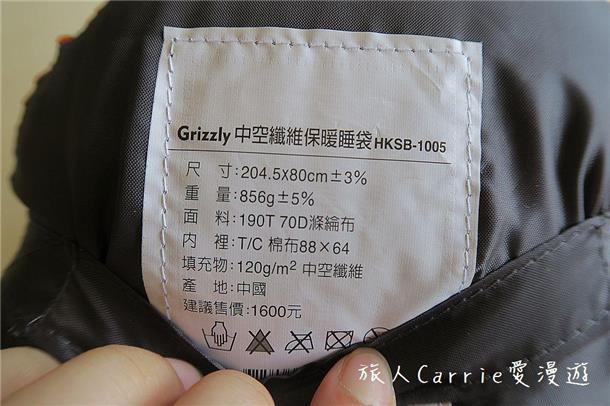 Grizzly 中空纖維保暖睡袋 HKSB-1005
尺 寸:204.5X80cm±3%
重 量:856g±5%
面 料:190T 70D滌綸布
內 裡:T/C 棉布88×64
填充物:120g/m² 中空纖維
產 地:中國
建議售價:1600元
旅人Carrie愛漫遊